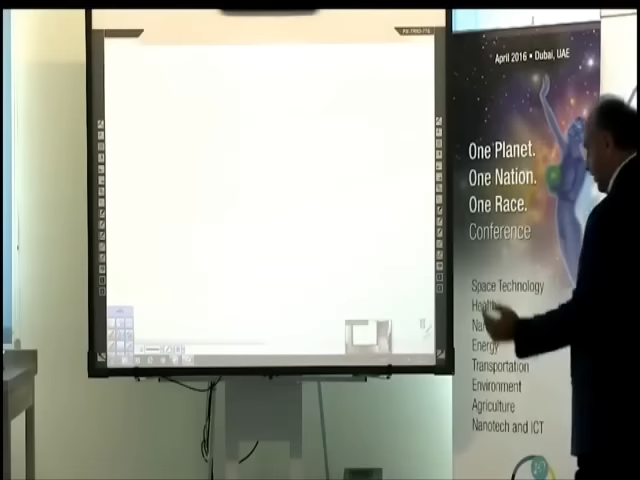 April 2016 • Dubai, UAE
One Planet.
One Nation.
One Race.
Conference
Space Technology
Health
Energy
Transportation
Environment
Agriculture
Nanotech and ICT